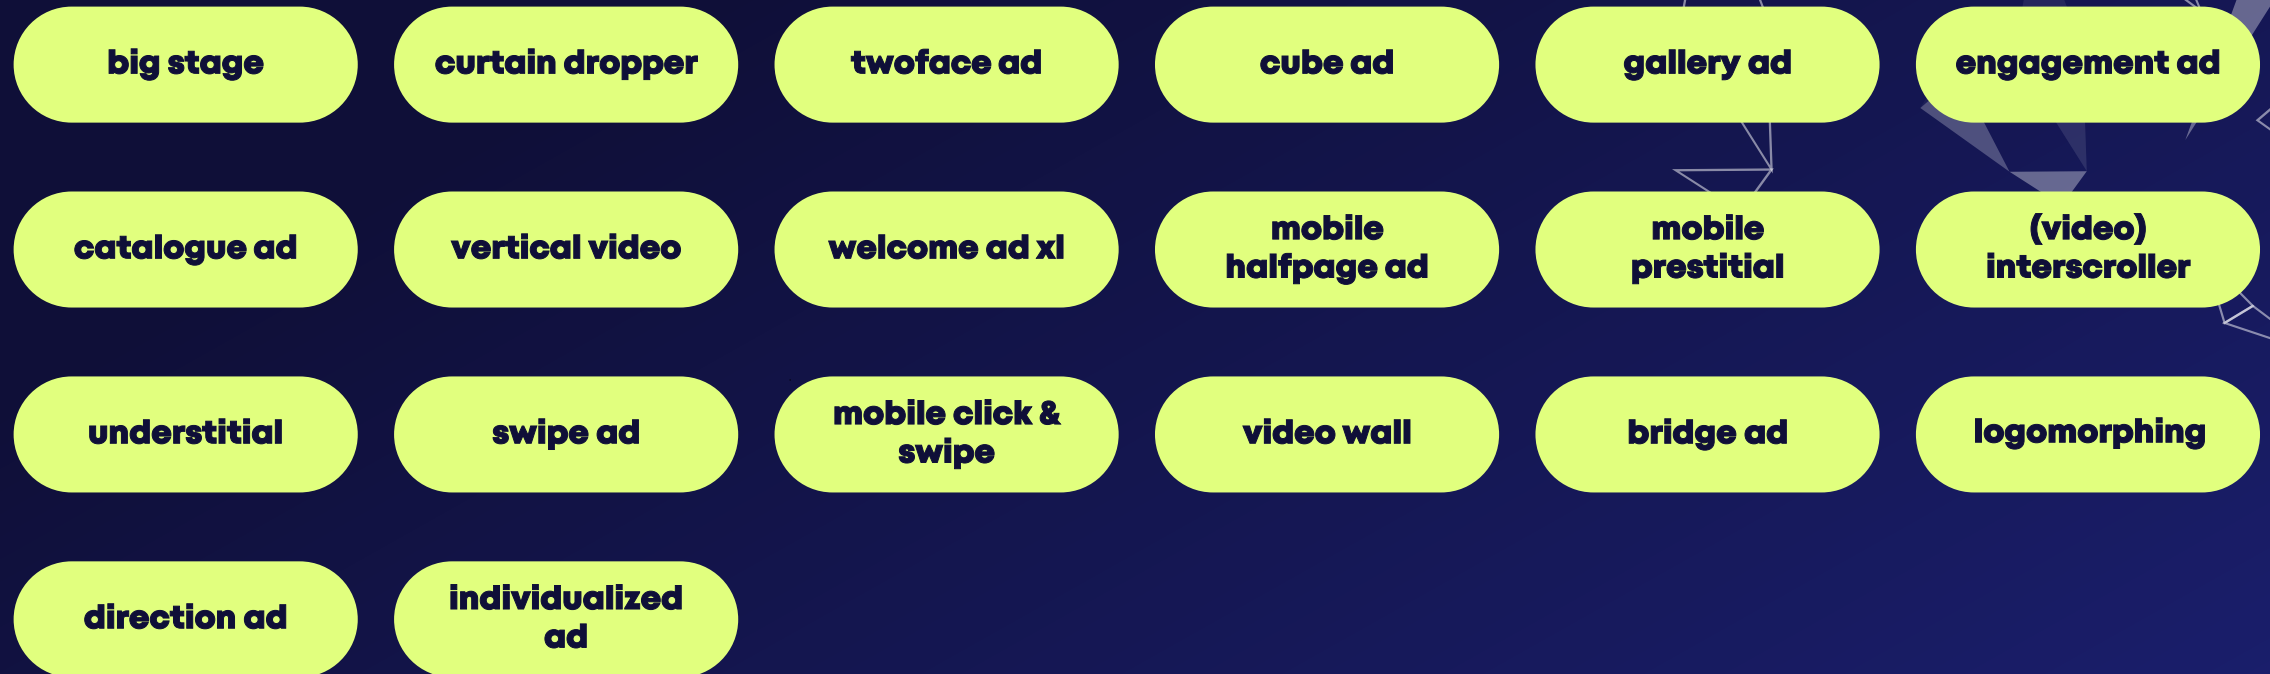 big stage
curtain dropper
twoface ad
cube ad
gallery ad
engagement ad
catalogue ad
vertical video
welcome ad xl
mobile
halfpage ad
mobile
prestitial
(video)
interscroller
understitial
swipe ad
mobile click &
swipe
video wall
bridge ad
logomorphing
direction ad
individualized
ad